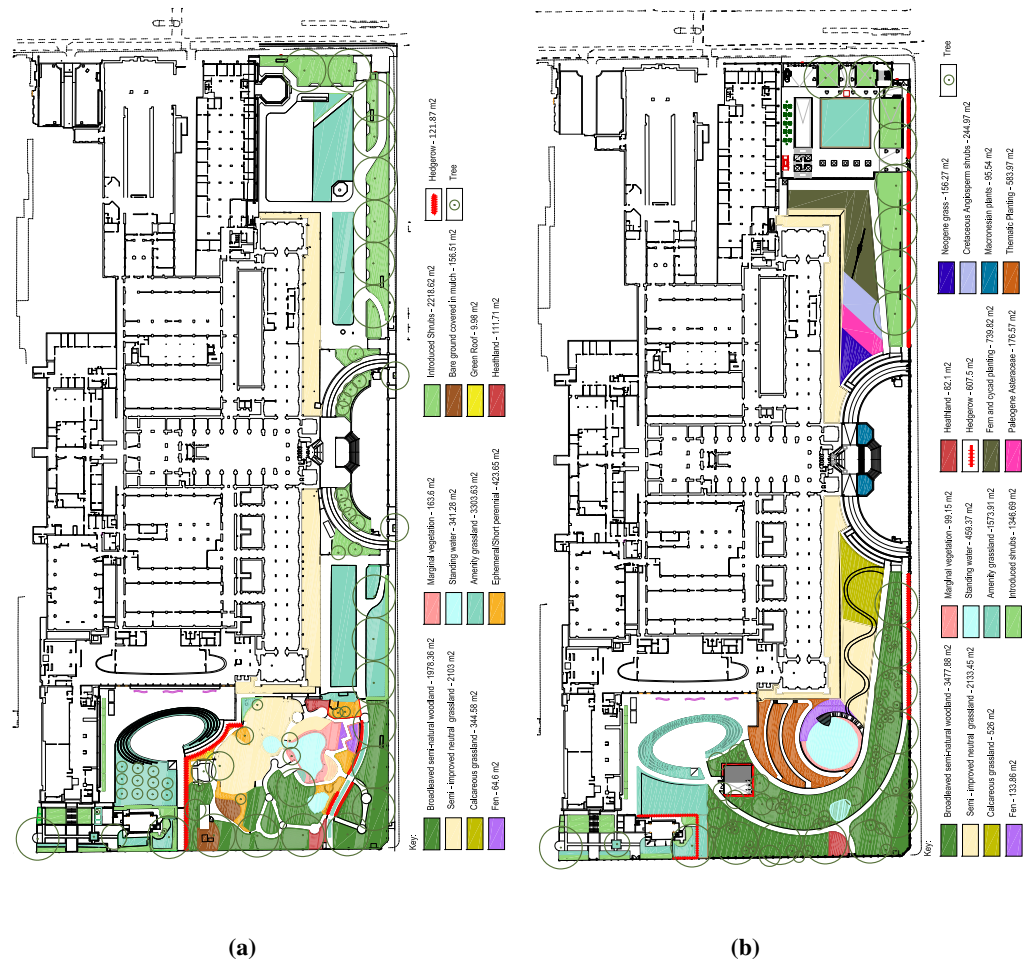 Key:
Broadleaved semi-natural woodland - 1978.36 m2
Semi - improved neutral grassland - 2103 m2
Calcareous grassland - 344.58 m2
Fen - 64.6 m2
Marginal vegetation - 163.6 m2
Standing water - 341.28 m2
Amenity grassland - 3303.63 m2
Ephemeral/Short perennial - 423.65 m2
Introduced Shrubs - 2218.62 m2
Bare ground covered in mulch - 156.51 m2
Green Roof - 9.98 m2
Heathland - 111.71 m2
Hedgerow - 121.87 m2
Tree
(a)
Key:
Broadleaved semi-natural woodland - 3477.88 m2
Semi - improved neutral grassland - 2133.45 m2
Calcareous grassland - 526 m2
Fen - 133.86 m2
Marginal vegetation - 99.15 m2
Standing water - 459.37 m2
Amenity grassland - 1573.91 m2
Introduced shrubs - 1346.69 m2
Heathland - 82.1 m2
Hedgerow - 607.5 m2
Fern and cycad planting - 739.82 m2
Paleogene Asteraceae - 176.57 m2
Neogene grass - 156.27 m2
Cretaceous Angiosperm shrubs - 244.97 m2
Macronesian plants - 95.54 m2
Thematic Planting - 583.97 m2
Tree
(b)